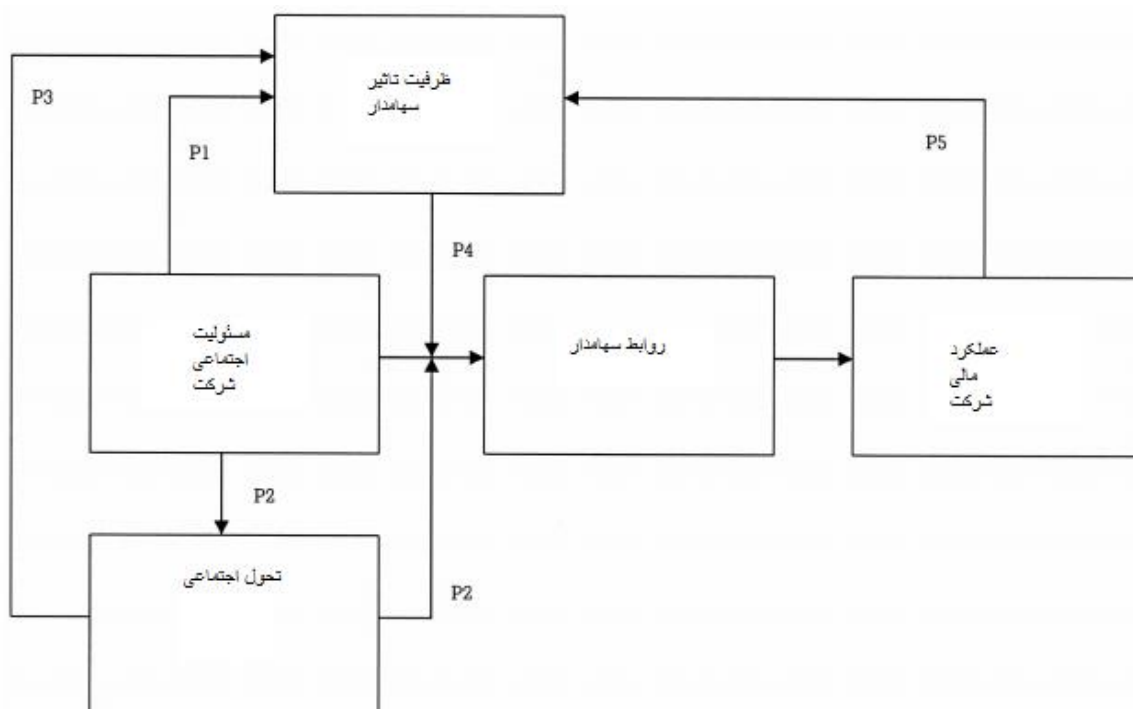 ظرفیت تاثیر
سهامدار
P3
P1
P5
P4
مسئولیت
اجتماعی
شرکت
روابط سهامدار
عملکرد
مالی
شرکت
P2
تحول اجتماعی
P2